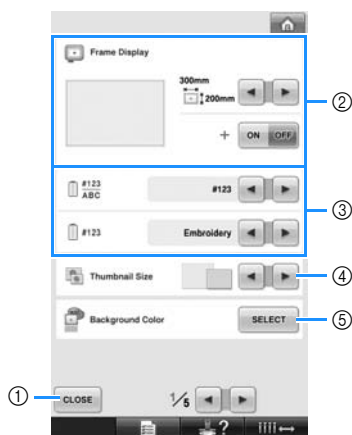 Frame Display
300mm
200mm
+ ON OFF
②
#123
ABC
#123
③
#123 Embroidery
Thumbnail Size
④
Background Color SELECT
⑤
① CLOSE 1/5
?